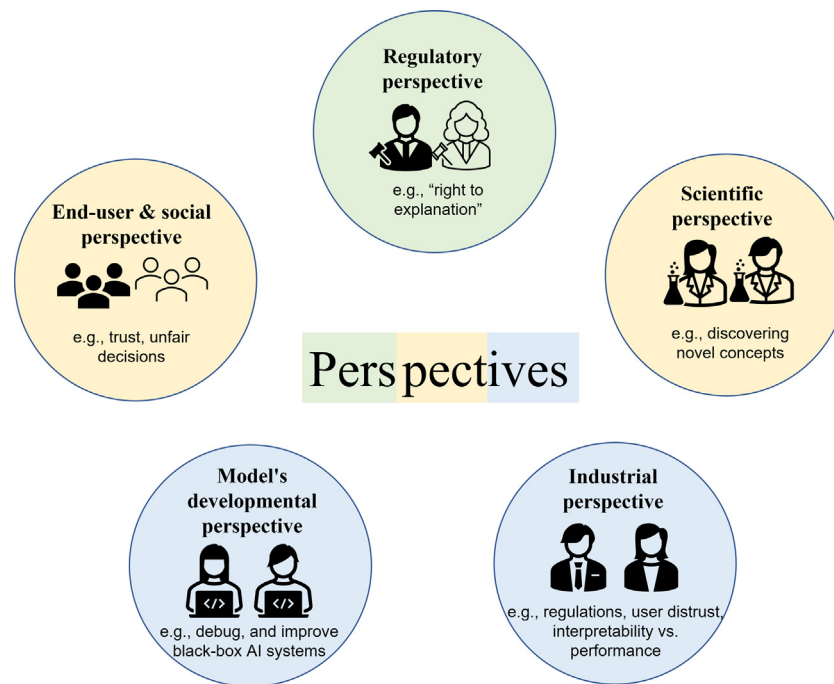 Regulatory
perspective
e.g., “right to
explanation”
End-user & social
perspective
e.g., trust, unfair
decisions
Scientific
perspective
e.g., discovering
novel concepts
Perspectives
Model's
developmental
perspective
</>
</>
e.g., debug, and improve
black-box AI systems
Industrial
perspective
e.g., regulations, user distrust,
interpretability vs.
performance